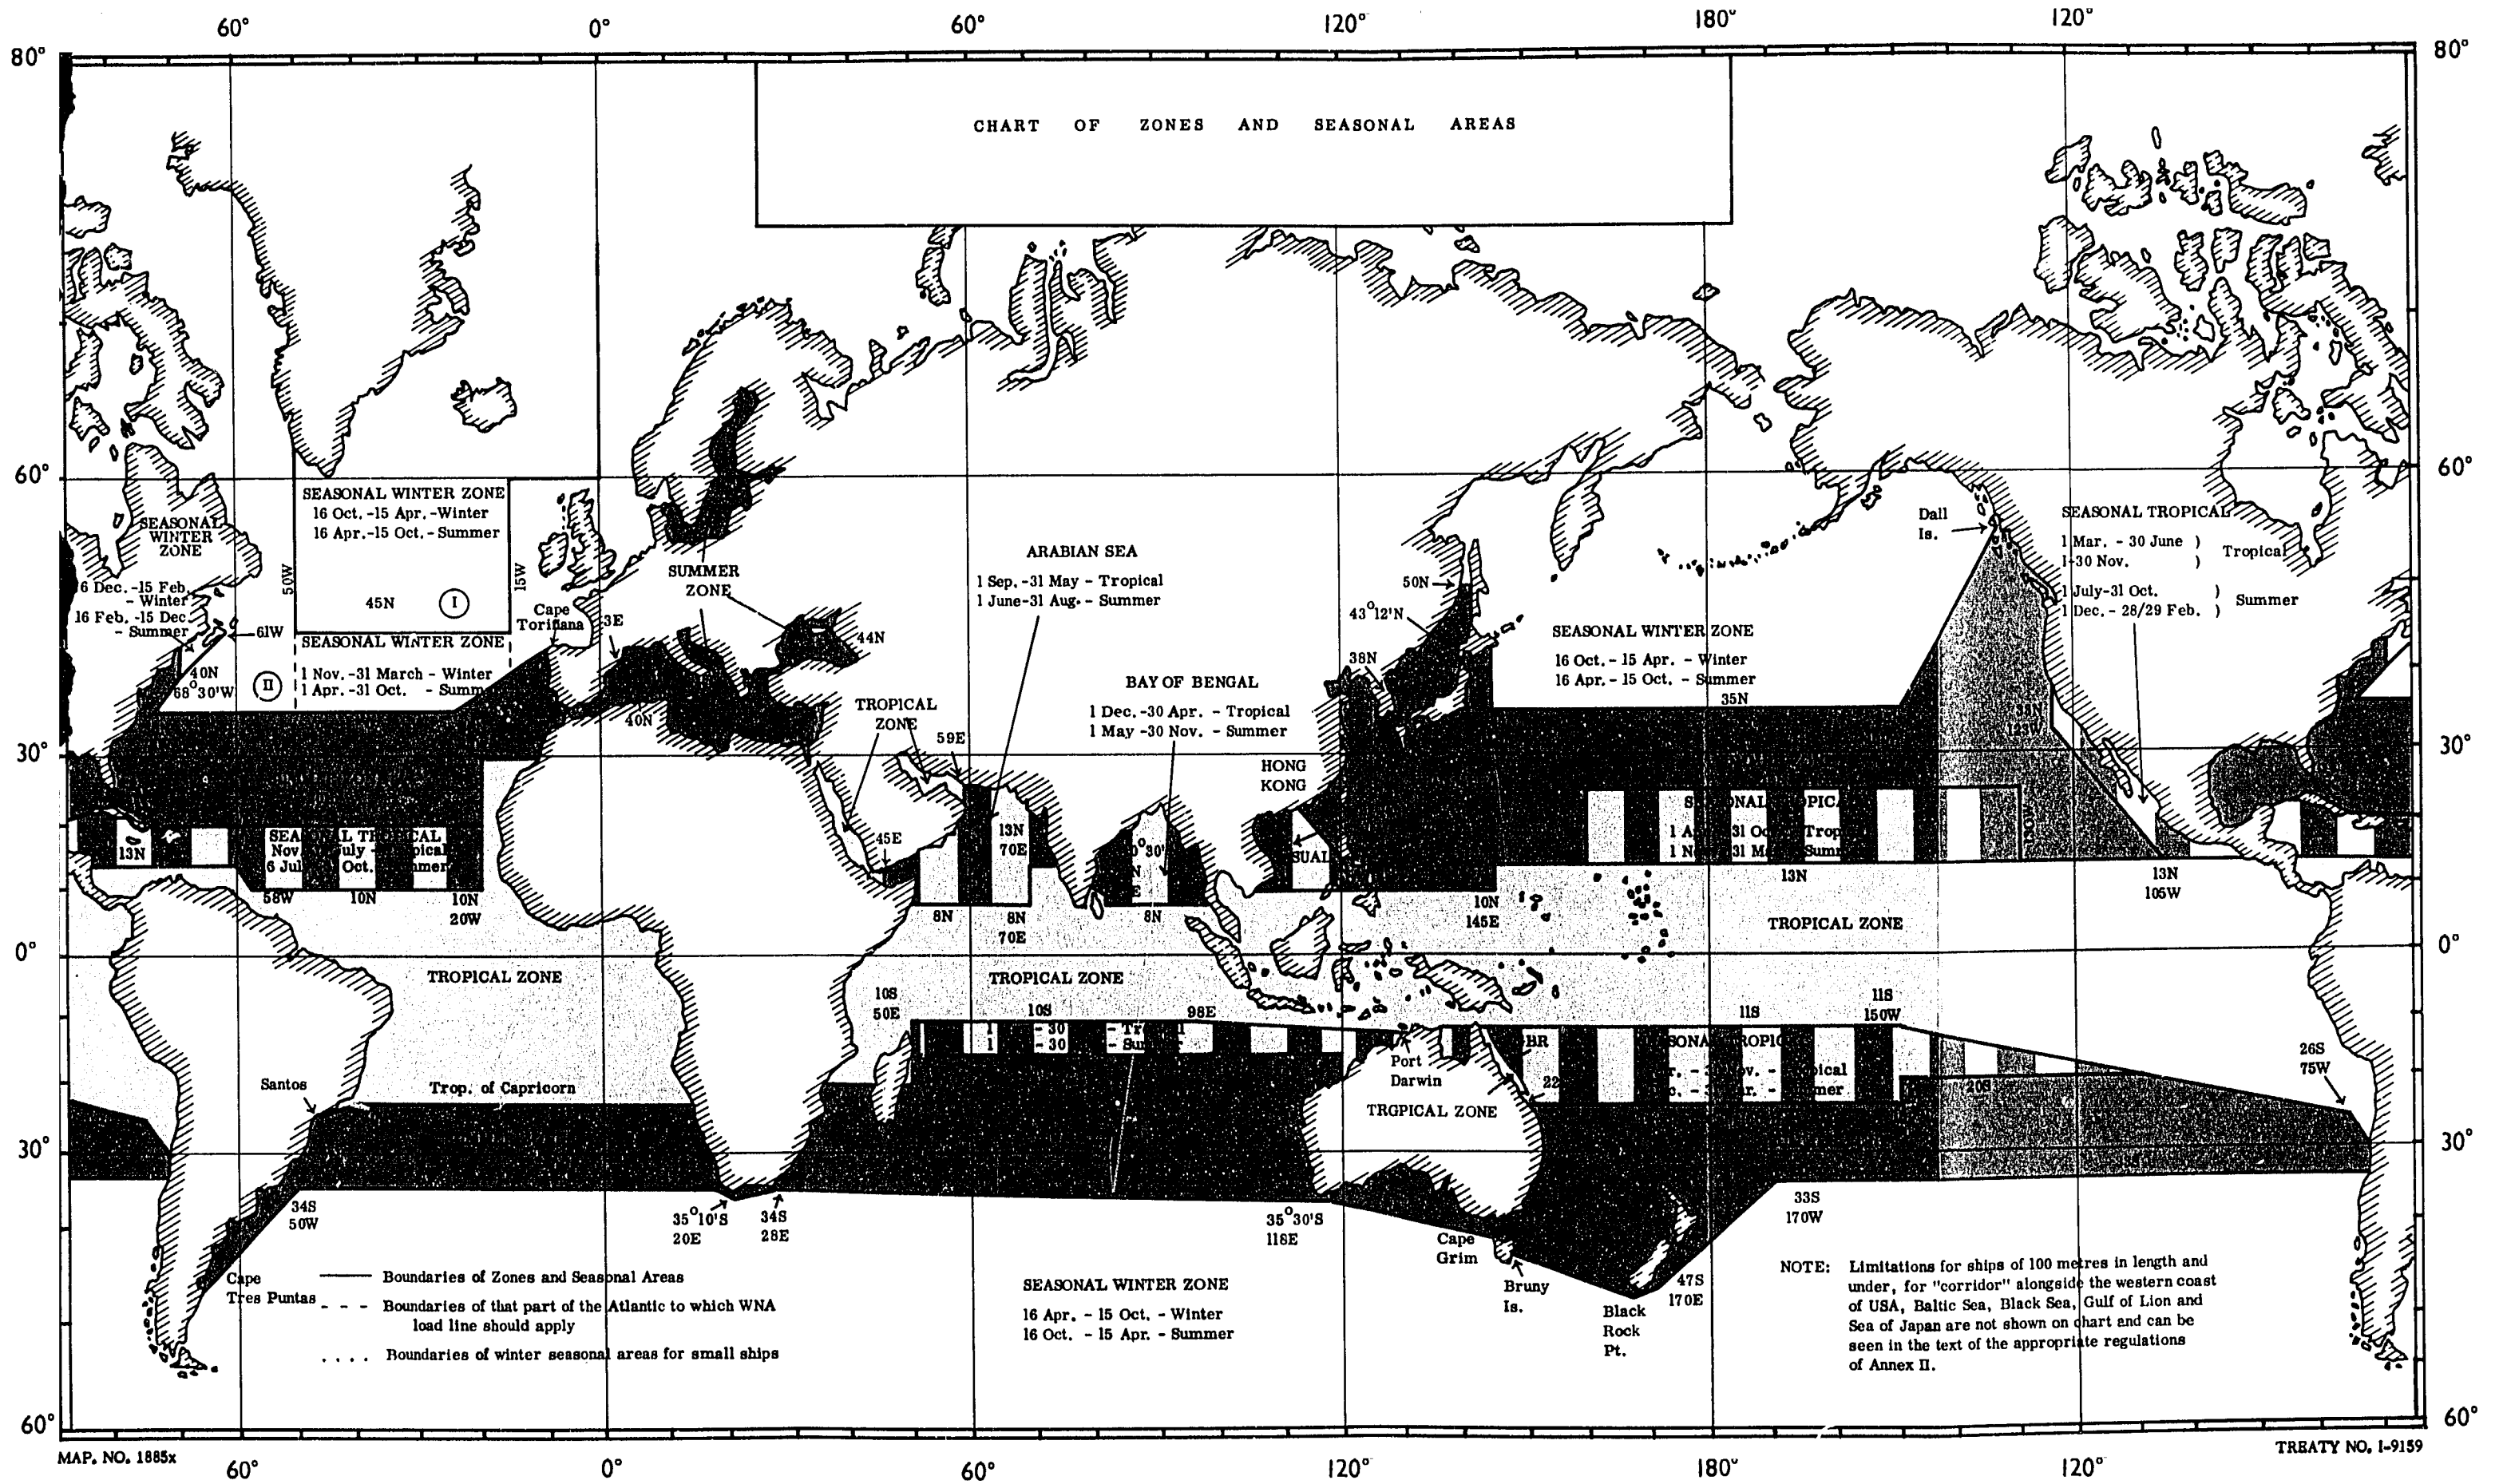 60° 0° 60° 120° 180° 120°
80° 80°
CHART OF ZONES AND SEASONAL AREAS
60° 60°
SEASONAL
WINTER
ZONE
6 Dec. -15 Feb.
- Winter
16 Feb. -15 Dec.
- Summer
61W
40N
68°30'W
SEASONAL WINTER ZONE
16 Oct. -15 Apr. -Winter
16 Apr.-15 Oct. - Summer
50W
15W
45N I
SEASONAL WINTER ZONE
1 Nov. -31 March - Winter
1 Apr. -31 Oct. - Summ
II
Cape
Torinana
3E
40N
SUMMER
ZONE
44N
ARABIAN SEA
1 Sep. -31 May - Tropical
1 June-31 Aug. - Summer
TROPICAL
ZONE
59E
BAY OF BENGAL
1 Dec. -30 Apr. - Tropical
1 May -30 Nov. - Summer
HONG
KONG
50N
43°12'N
38N
SEASONAL WINTER ZONE
16 Oct. - 15 Apr. - Winter
16 Apr. - 15 Oct. - Summer
35N
Dall
Is.
SEASONAL TROPICAL
1 Mar. - 30 June )
1-30 Nov. )
Tropical
1 July-31 Oct. )
1 Dec. - 28/29 Feb. )
Summer
123W
30° 30°
13N
58W
10N
10N
20W
45E
13N
70E
8N
8N
70E
8N
SUAL
10N
145E
13N
13N
105W
0° 0°
TROPICAL ZONE
TROPICAL ZONE
TROPICAL ZONE
10S
50E
10S
98E
11S
11S
150W
Port
Darwin
BR
22
20S
26S
75W
Santos
Trop. of Capricorn
TROPICAL ZONE
30° 30°
34S
50W
35°10'S
20E
34S
28E
35°30'S
118E
Cape
Grim
Bruny
Is.
Black
Rock
Pt.
47S
170E
33S
170W
Cape
Tres Puntas
Boundaries of Zones and Seasonal Areas
Boundaries of that part of the Atlantic to which WNA
load line should apply
Boundaries of winter seasonal areas for small ships
SEASONAL WINTER ZONE
16 Apr. - 15 Oct. - Winter
16 Oct. - 15 Apr. - Summer
NOTE: Limitations for ships of 100 metres in length and
under, for "corridor" alongside the western coast
of USA, Baltic Sea, Black Sea, Gulf of Lion and
Sea of Japan are not shown on chart and can be
seen in the text of the appropriate regulations
of Annex II.
60° 60°
MAP. NO. 1885x
TREATY NO. I-9159
60° 0° 60° 120° 180° 120°